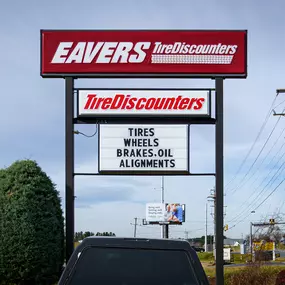 EAVERS TireDiscounters
TireDiscounters
TIRES
WHEELS
BRAKES.OIL
ALIGNMENTS